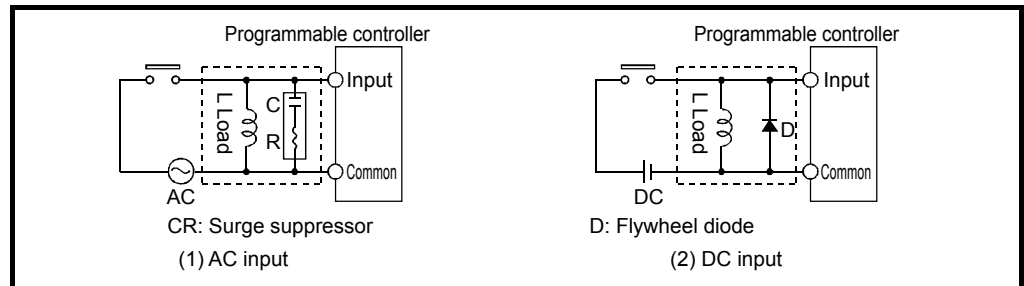 Programmable controller
Input
C
R
L Load
Common
AC
CR: Surge suppressor
(1) AC input
Programmable controller
Input
L Load
D
Common
DC
D: Flywheel diode
(2) DC input